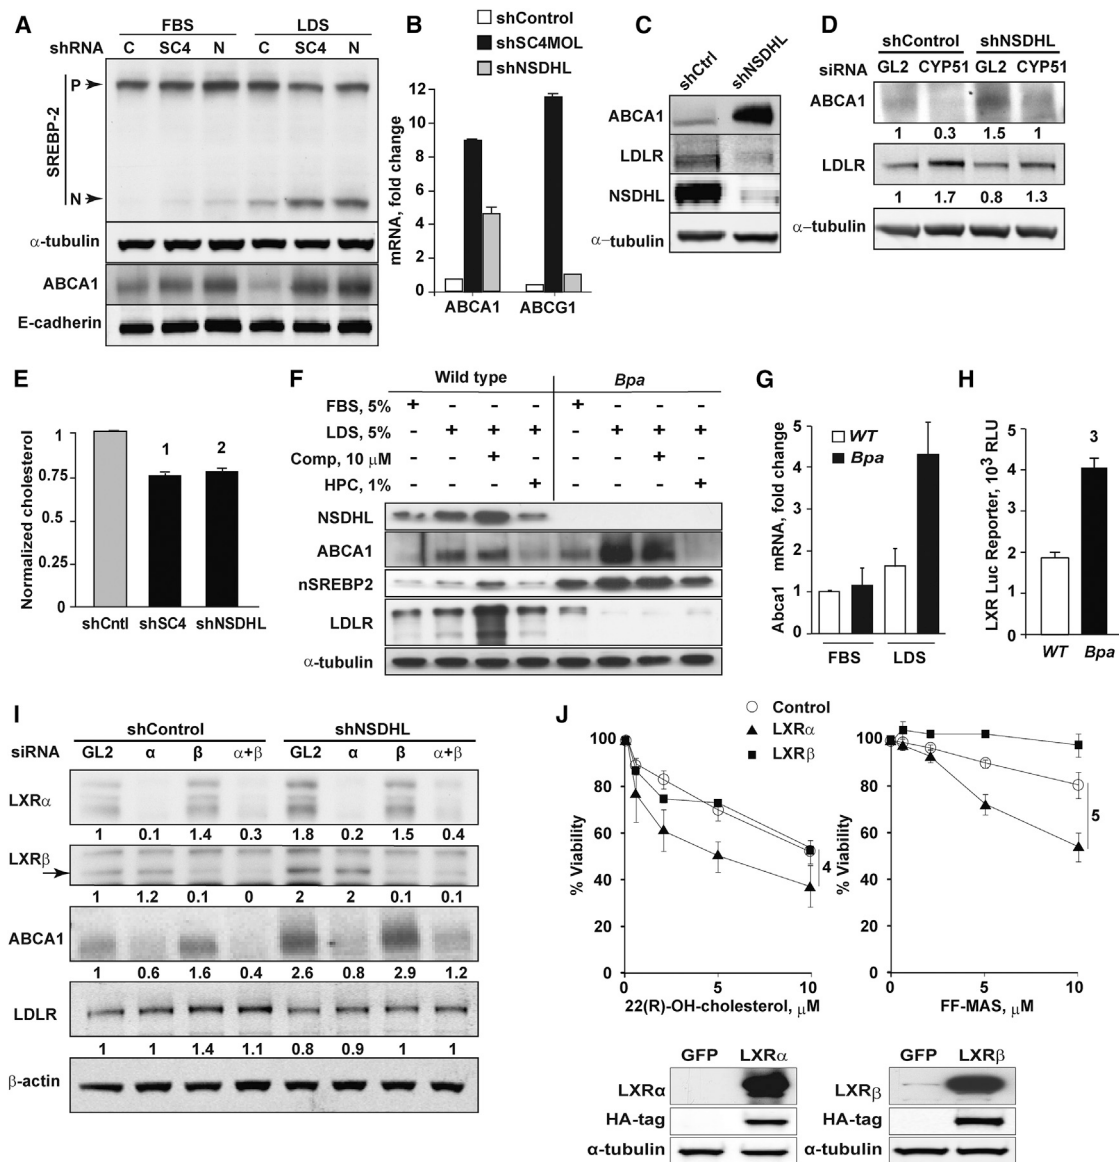 A
FBS LDS
shRNA C SC4 N C SC4 N
P
SREBP-2
N
α-tubulin
ABCA1
E-cadherin
B
shControl
shSC4MOL
shNSDHL
mRNA, fold change
12
10
8
6
4
2
0
ABCA1 ABCG1
C
shCtrl shNSDHL
ABCA1
LDLR
NSDHL
α-tubulin
D
shControl shNSDHL
siRNA GL2 CYP51 GL2 CYP51
ABCA1
1 0.3 1.5 1
LDLR
1 1.7 0.8 1.3
α-tubulin
E
Normalized cholesterol
1
0.75
0.5
0.25
0
1 2
shCntl shSC4 shNSDHL
F
Wild type Bpa
FBS, 5% + - - - + - - -
LDS, 5% - + + + - + + +
Comp, 10 μM - - + - - - + -
HPC, 1% - - - + - - - +
NSDHL
ABCA1
nSREBP2
LDLR
α-tubulin
G
Abca1 mRNA, fold change
5
4
3
2
1
0
WT
Bpa
FBS LDS
H
LXR Luc Reporter, 10³ RLU
5
4
3
2
1
0
3
WT Bpa
I
shControl shNSDHL
siRNA GL2 α β α+β GL2 α β α+β
LXRα
1 0.1 1.4 0.3 1.8 0.2 1.5 0.4
LXRβ
1 1.2 0.1 0 2 2 0.1 0.1
ABCA1
1 0.6 1.6 0.4 2.6 0.8 2.9 1.2
LDLR
1 1 1.4 1.1 0.8 0.9 1 1
β-actin
J
Control
LXRα
LXRβ
% Viability
100
80
60
40
20
0
4
0 5 10
22(R)-OH-cholesterol, μM
% Viability
100
80
60
40
20
0
5
0 5 10
FF-MAS, μM
GFP LXRα
LXRα
HA-tag
α-tubulin
GFP LXRβ
LXRβ
HA-tag
α-tubulin